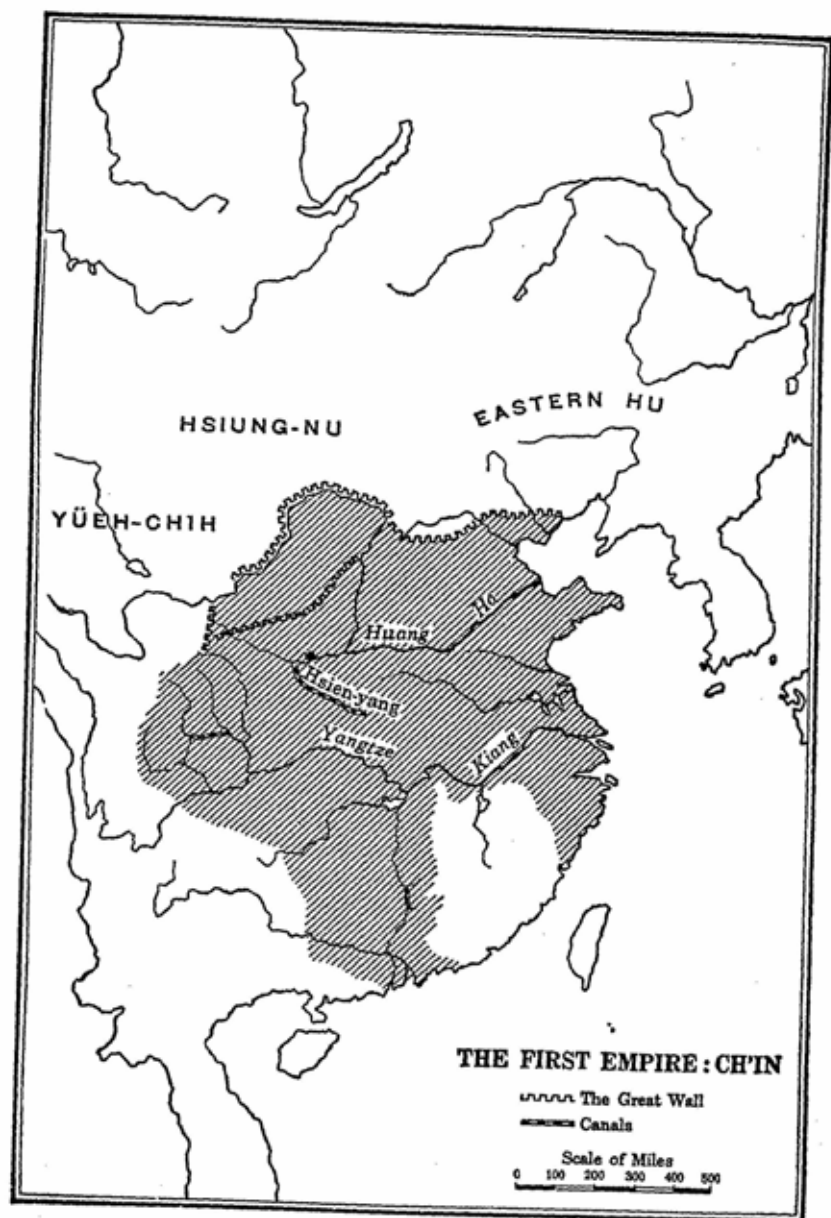 EASTERN HU
HSIUNG-NU
YÜEH-CHIH
Huang Ho
Hsien-yang
Yangtze Kiang
THE FIRST EMPIRE: CH'IN
The Great Wall
Canals
Scale of Miles
0 100 200 300 400 500